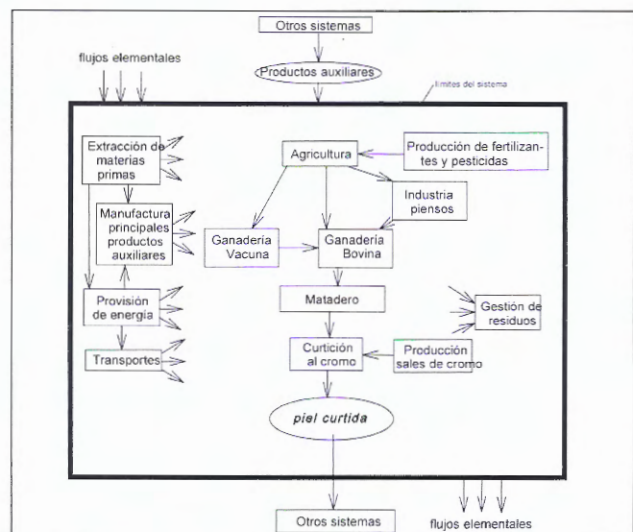 Otros sistemas
flujos elementales
Productos auxiliares
límites del sistema
Extracción de
materias
primas
Agricultura
Producción de fertilizan-
tes y pesticidas
Industria
piensos
Manufactura
principales
productos
auxiliares
Ganadería
Vacuna
Ganadería
Bovina
Provisión
de energía
Matadero
Gestión de
residuos
Transportes
Curtición
al cromo
Producción
sales de cromo
piel curtida
Otros sistemas
flujos elementales